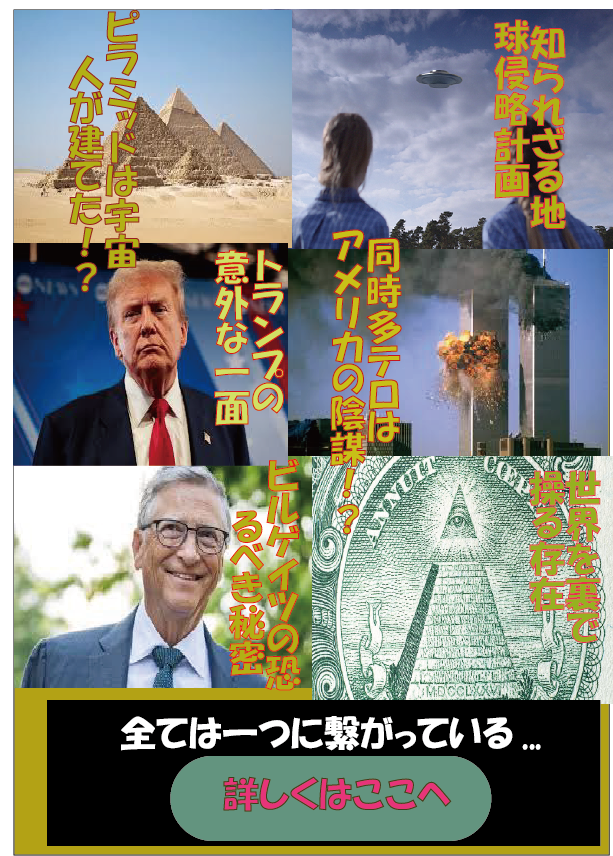 ピラミッドは宇宙
人が建てた！？
知られざる地
球侵略計画
トランプの
意外な一面
同時多テロは
アメリカの陰謀！？
ビルゲイツの恐
るべき秘密
世界を裏で
操る存在
ANNUIT CŒP
MDCCLXXVI
全ては一つに繋がっている...
詳しくはここへ